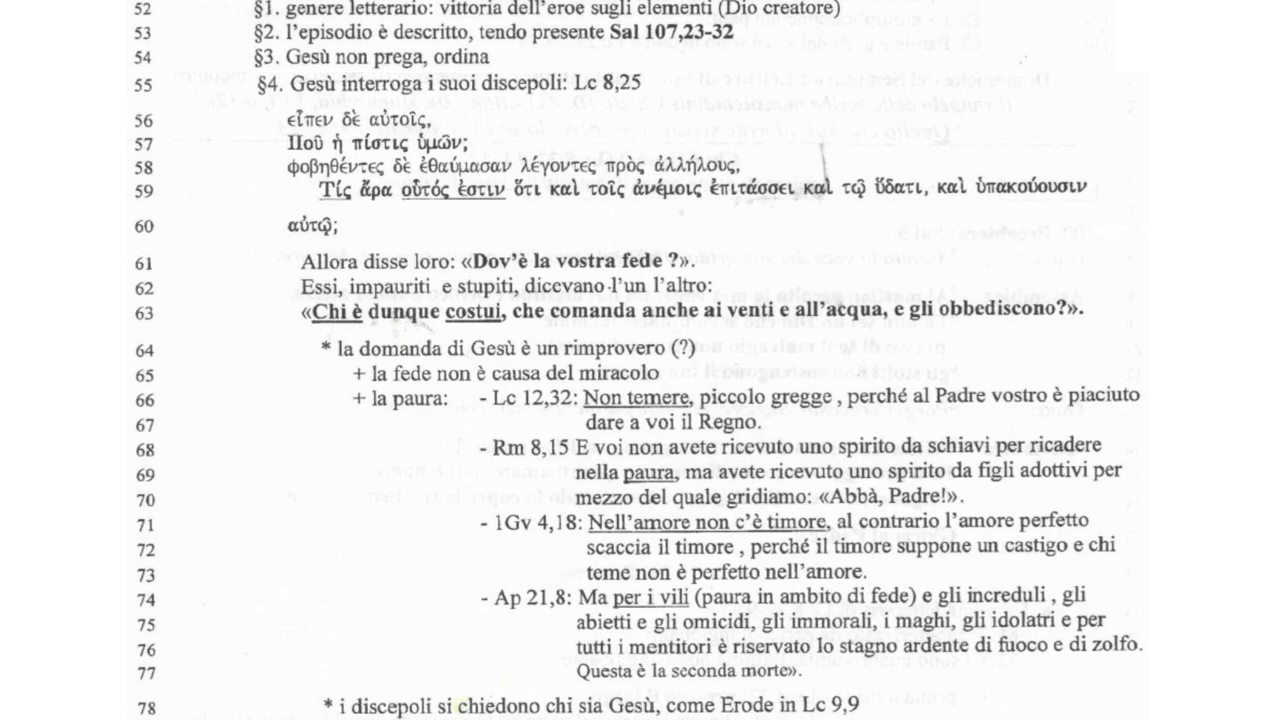 52 §1. genere letterario: vittoria dell'eroe sugli elementi (Dio creatore)
53 §2. l'episodio è descritto, tendo presente Sal 107,23-32
54 §3. Gesù non prega, ordina
55 §4. Gesù interroga i suoi discepoli: Lc 8,25
56 εἶπεν δὲ αὐτοῖς,
57 Ποῦ ἡ πίστις ὑμῶν;
58 φοβηθέντες δὲ ἐθαύμασαν λέγοντες πρὸς ἀλλήλους,
59 Τίς ἄρα οὗτός ἐστιν ὅτι καὶ τοῖς ἀνέμοις ἐπιτάσσει καὶ τῷ ὕδατι, καὶ ὑπακούουσιν
60 αὐτῷ;
61 Allora disse loro: «Dov'è la vostra fede ?».
62 Essi, impauriti e stupiti, dicevano l'un l'altro:
63 «Chi è dunque costui, che comanda anche ai venti e all'acqua, e gli obbediscono?».
64 * la domanda di Gesù è un rimprovero (?)
65 + la fede non è causa del miracolo
66 + la paura: - Lc 12,32: Non temere, piccolo gregge , perché al Padre vostro è piaciuto
67 dare a voi il Regno.
68 - Rm 8,15 E voi non avete ricevuto uno spirito da schiavi per ricadere
69 nella paura, ma avete ricevuto uno spirito da figli adottivi per
70 mezzo del quale gridiamo: «Abbà, Padre!».
71 - 1Gv 4,18: Nell'amore non c'è timore, al contrario l'amore perfetto
72 scaccia il timore , perché il timore suppone un castigo e chi
73 teme non è perfetto nell'amore.
74 - Ap 21,8: Ma per i vili (paura in ambito di fede) e gli increduli , gli
75 abietti e gli omicidi, gli immorali, i maghi, gli idolatri e per
76 tutti i mentitori è riservato lo stagno ardente di fuoco e di zolfo.
77 Questa è la seconda morte».
78 * i discepoli si chiedono chi sia Gesù, come Erode in Lc 9,9